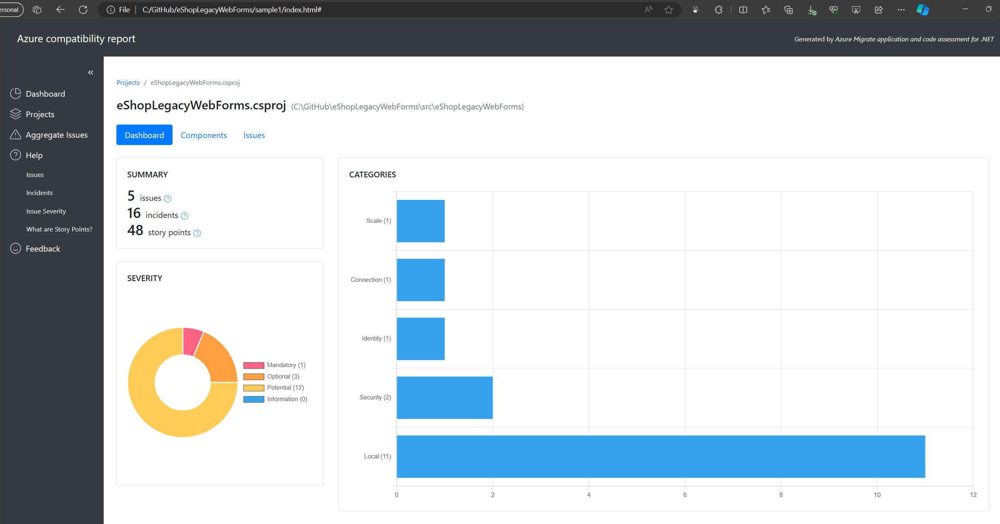 ersonal
File
C:/GitHub/eShopLegacyWebForms/sample1/index.html#
Azure compatibility report
Generated by Azure Migrate application and code assessment for .NET
«
Dashboard
Projects
Aggregate Issues
Help
Issues
Incidents
Issue Severity
What are Story Points?
Feedback
Projects / eShopLegacyWebForms.csproj
eShopLegacyWebForms.csproj (C:\GitHub\eShopLegacyWebForms\src\eShopLegacyWebForms)
Dashboard Components Issues
SUMMARY
5 issues ?
16 incidents ?
48 story points ?
SEVERITY
Mandatory (1)
Optional (3)
Potential (12)
Information (0)
CATEGORIES
Scale (1)
Connection (1)
Identity (1)
Security (2)
Local (11)
0 2 4 6 8 10 12